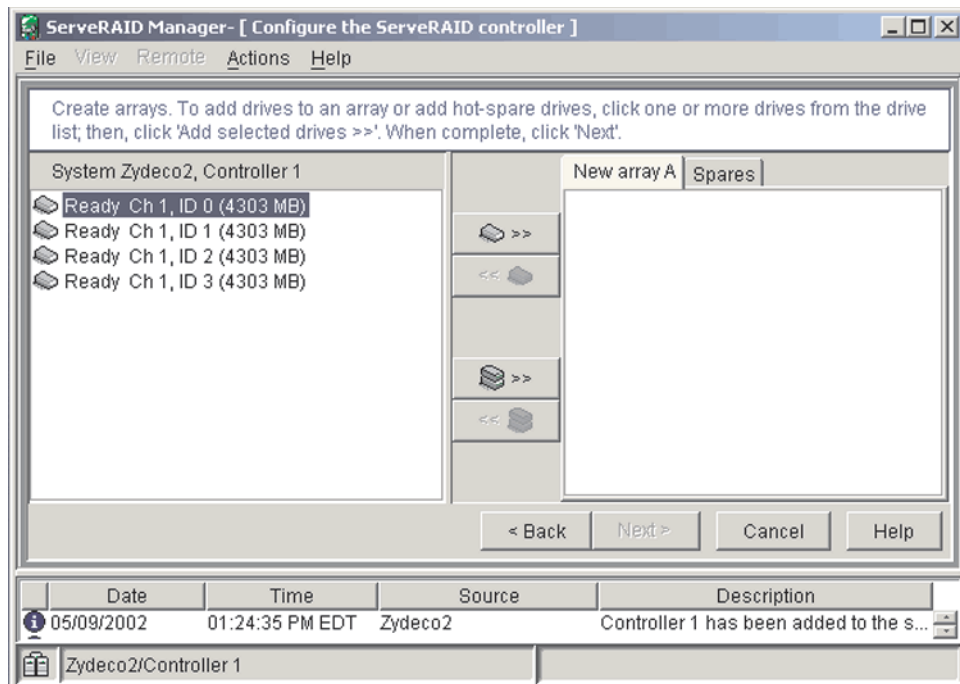 ServeRAID Manager- [ Configure the ServeRAID controller ]
File View Remote Actions Help
Create arrays. To add drives to an array or add hot-spare drives, click one or more drives from the drive
list; then, click 'Add selected drives >>'. When complete, click 'Next'.
System Zydeco2, Controller 1
New array A Spares
Ready Ch 1, ID 0 (4303 MB)
Ready Ch 1, ID 1 (4303 MB)
Ready Ch 1, ID 2 (4303 MB)
Ready Ch 1, ID 3 (4303 MB)
>>
<<
>>
<<
< Back Next > Cancel Help
Date Time Source Description
05/09/2002 01:24:35 PM EDT Zydeco2 Controller 1 has been added to the s...
Zydeco2/Controller 1